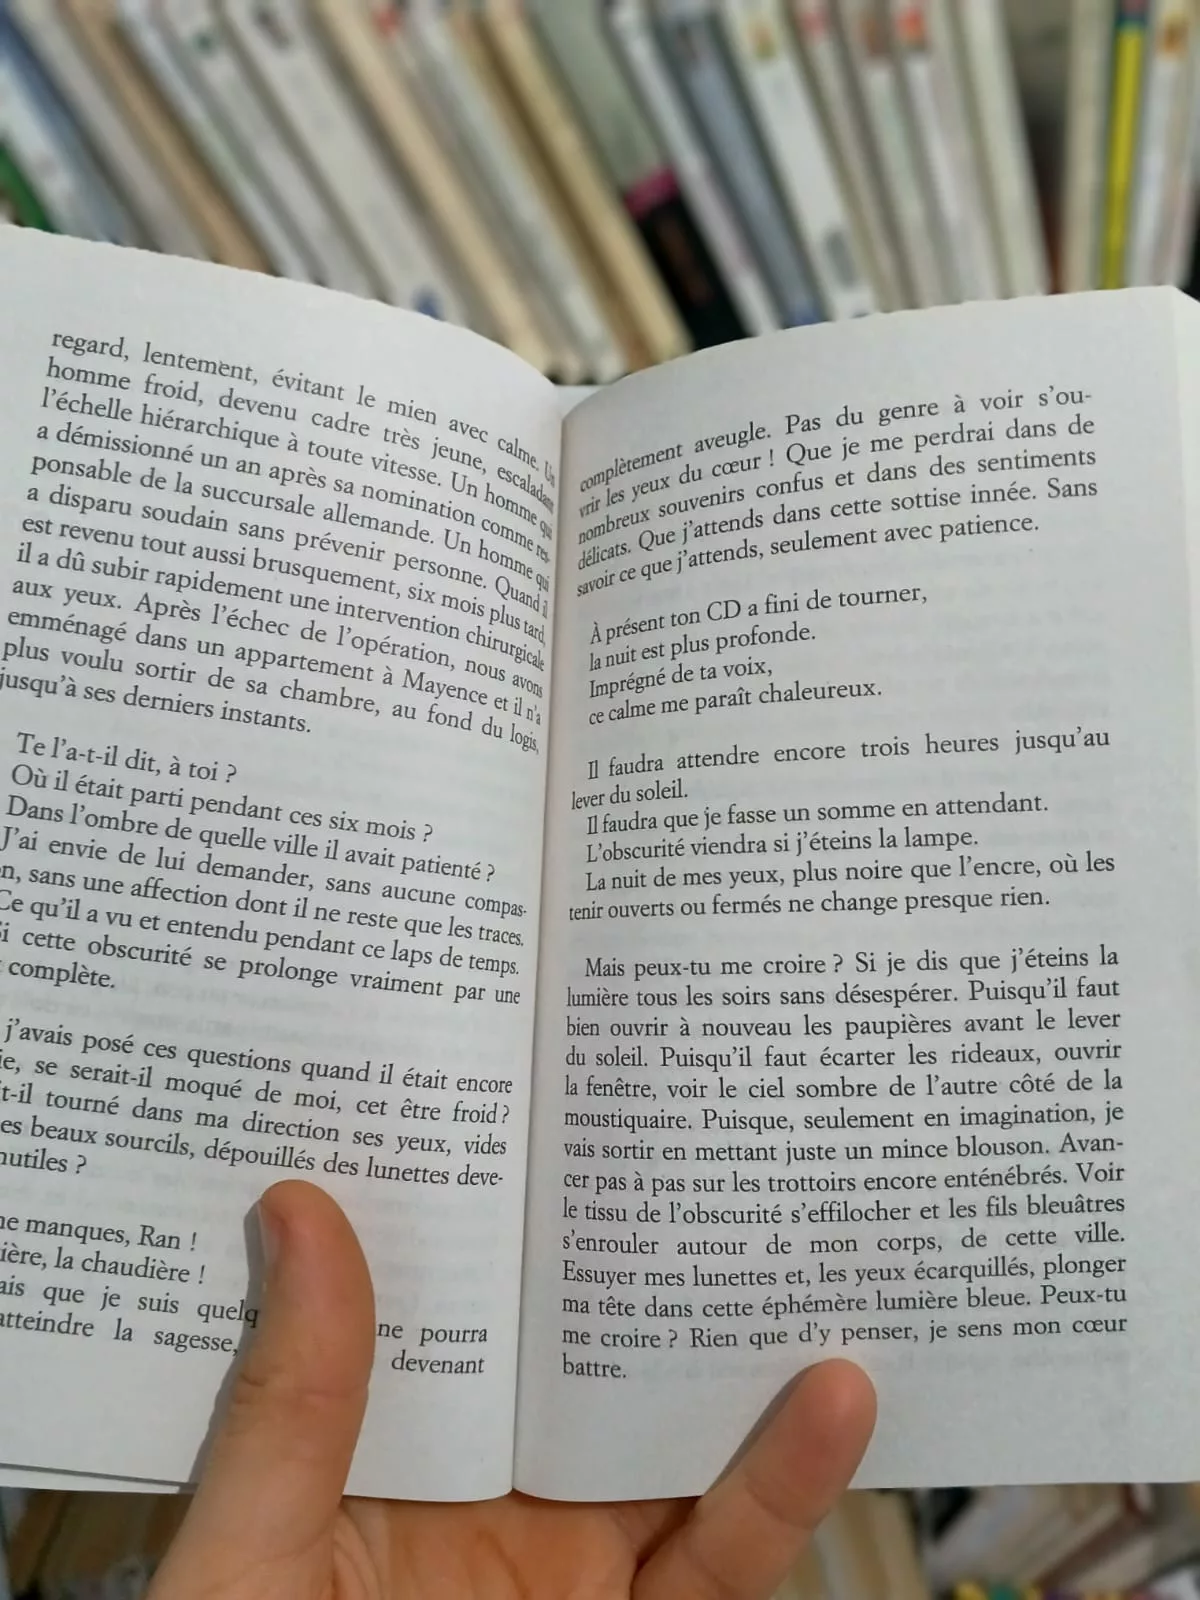 regard, lentement, évitant le mien avec calme. Un
homme froid, devenu cadre très jeune, escaladant
l'échelle hiérarchique à toute vitesse. Un homme qui
a démissionné un an après sa nomination comme res-
ponsable de la succursale allemande. Un homme qui
a disparu soudain sans prévenir personne. Quand il
est revenu tout aussi brusquement, six mois plus tard,
il a dû subir rapidement une intervention chirurgicale
aux yeux. Après l'échec de l'opération, nous avons
emménagé dans un appartement à Mayence et il n'a
plus voulu sortir de sa chambre, au fond du logis,
jusqu'à ses derniers instants.
Te l'a-t-il dit, à toi ?
Où il était parti pendant ces six mois ?
Dans l'ombre de quelle ville il avait patienté ?
J'ai envie de lui demander, sans aucune compas-
n, sans une affection dont il ne reste que les traces.
Ce qu'il a vu et entendu pendant ce laps de temps.
i cette obscurité se prolonge vraiment par une
complète.
j'avais posé ces questions quand il était encore
ie, se serait-il moqué de moi, cet être froid ?
t-il tourné dans ma direction ses yeux, vides
es beaux sourcils, dépouillés des lunettes deve-
nutiles ?
ne manques, Ran !
ière, la chaudière !
ais que je suis quelq ne pourra
atteindre la sagesse, devenant
complètement aveugle. Pas du genre à voir s'ou-
vrir les yeux du cœur ! Que je me perdrai dans de
nombreux souvenirs confus et dans des sentiments
délicats. Que j'attends dans cette sottise innée. Sans
savoir ce que j'attends, seulement avec patience.
À présent ton CD a fini de tourner,
la nuit est plus profonde.
Imprégné de ta voix,
ce calme me paraît chaleureux.
Il faudra attendre encore trois heures jusqu'au
lever du soleil.
Il faudra que je fasse un somme en attendant.
L'obscurité viendra si j'éteins la lampe.
La nuit de mes yeux, plus noire que l'encre, où les
tenir ouverts ou fermés ne change presque rien.
Mais peux-tu me croire ? Si je dis que j'éteins la
lumière tous les soirs sans désespérer. Puisqu'il faut
bien ouvrir à nouveau les paupières avant le lever
du soleil. Puisqu'il faut écarter les rideaux, ouvrir
la fenêtre, voir le ciel sombre de l'autre côté de la
moustiquaire. Puisque, seulement en imagination, je
vais sortir en mettant juste un mince blouson. Avan-
cer pas à pas sur les trottoirs encore enténébrés. Voir
le tissu de l'obscurité s'effilocher et les fils bleuâtres
s'enrouler autour de mon corps, de cette ville.
Essuyer mes lunettes et, les yeux écarquillés, plonger
ma tête dans cette éphémère lumière bleue. Peux-tu
me croire ? Rien que d'y penser, je sens mon cœur
battre.